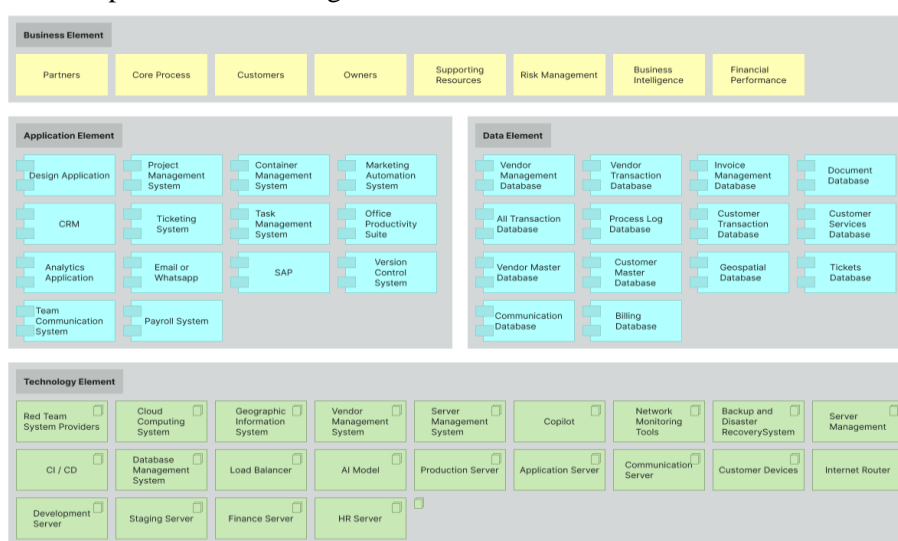 Business Element
Partners
Core Process
Customers
Owners
Supporting
Resources
Risk Management
Business
Intelligence
Financial
Performance
Application Element
Design Application
Project
Management
System
Container
Management
System
Marketing
Automation
System
CRM
Ticketing
System
Task
Management
System
Office
Productivity
Suite
Analytics
Application
Email or
Whatsapp
SAP
Version
Control
System
Team
Communication
System
Payroll System
Data Element
Vendor
Management
Database
Vendor
Transaction
Database
Invoice
Management
Database
Document
Database
All Transaction
Database
Process Log
Database
Customer
Transaction
Database
Customer
Services
Database
Vendor Master
Database
Customer
Master
Database
Geospatial
Database
Tickets
Database
Communication
Database
Billing
Database
Technology Element
Red Team
System Providers
Cloud
Computing
System
Geographic
Information
System
Vendor
Management
System
Server
Management
System
Copilot
Network
Monitoring
Tools
Backup and
Disaster
RecoverySystem
Server
Management
CI / CD
Database
Management
System
Load Balancer
AI Model
Production Server
Application Server
Communication
Server
Customer Devices
Internet Router
Development
Server
Staging Server
Finance Server
HR Server